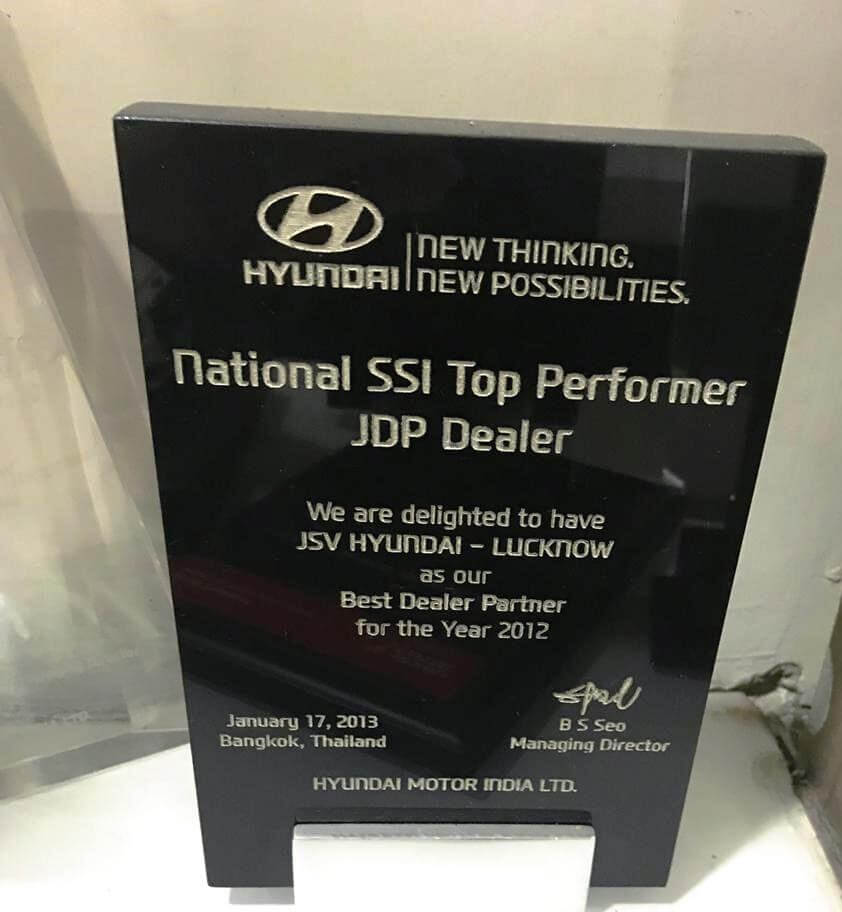 HYUNDAI
NEW THINKING.
NEW POSSIBILITIES.
National SSI Top Performer
JDP Dealer
We are delighted to have
JSV HYUNDAI - LUCKNOW
as our
Best Dealer Partner
for the Year 2012
January 17, 2013
Bangkok, Thailand
B S Seo
Managing Director
HYUNDAI MOTOR INDIA LTD.